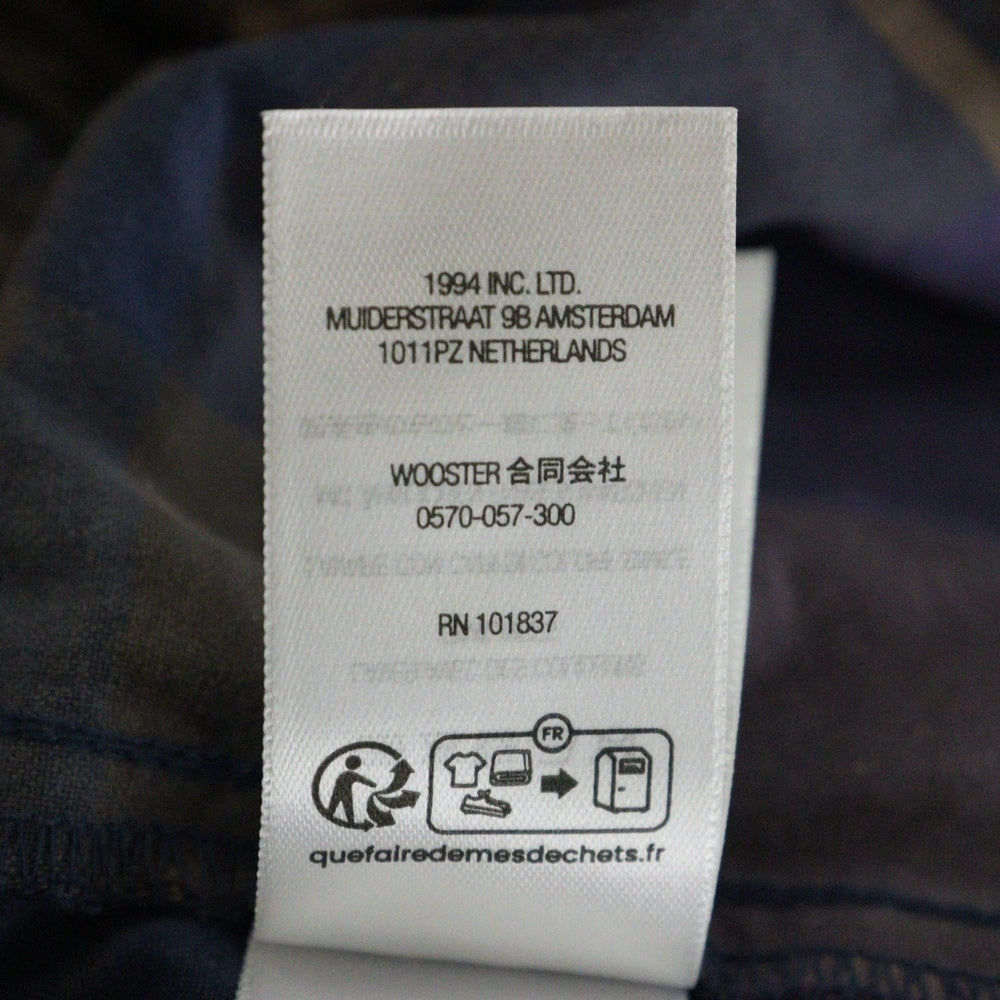 1994 INC. LTD.
MUIDERSTRAAT 9B AMSTERDAM
1011PZ NETHERLANDS
WOOSTER 合同会社
0570-057-300
RN 101837
FR
quefairedemesdechets.fr